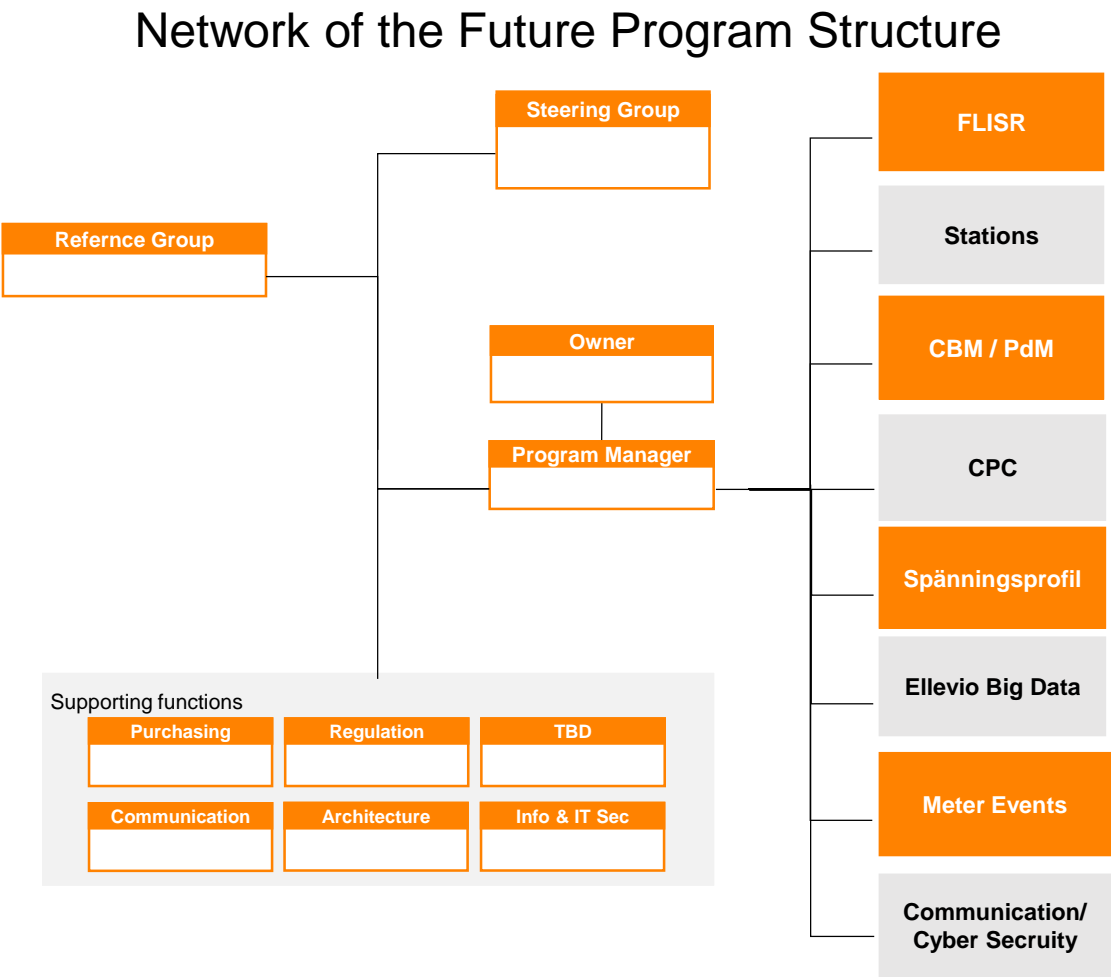 Network of the Future Program Structure
Steering Group
Refernce Group
Owner
Program Manager
Supporting functions
Purchasing
Regulation
TBD
Communication
Architecture
Info & IT Sec
FLISR
Stations
CBM / PdM
CPC
Spänningsprofil
Ellevio Big Data
Meter Events
Communication/
Cyber Secruity